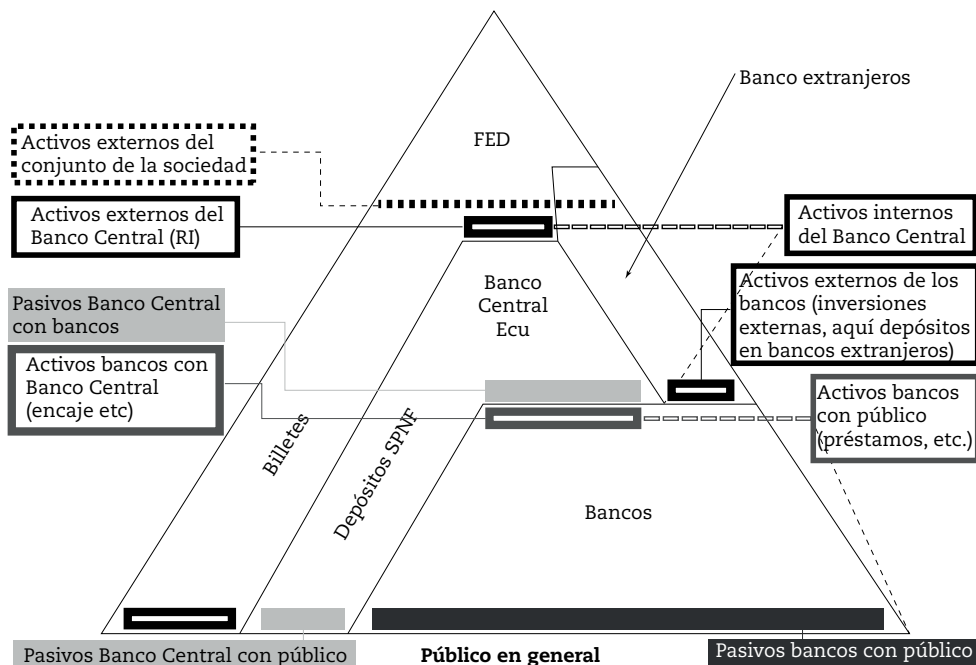 Banco extranjeros
FED
Activos externos del
conjunto de la sociedad
Activos externos del
Banco Central (RI)
Activos internos
del Banco Central
Banco
Central
Ecu
Activos externos de los
bancos (inversiones
externas, aquí depósitos
en bancos extranjeros)
Pasivos Banco Central
con bancos
Activos bancos con
Banco Central
(encaje etc)
Activos bancos
con público
(préstamos, etc.)
Billetes
Depósitos SPNF
Bancos
Pasivos Banco Central con público
Público en general
Pasivos bancos con público